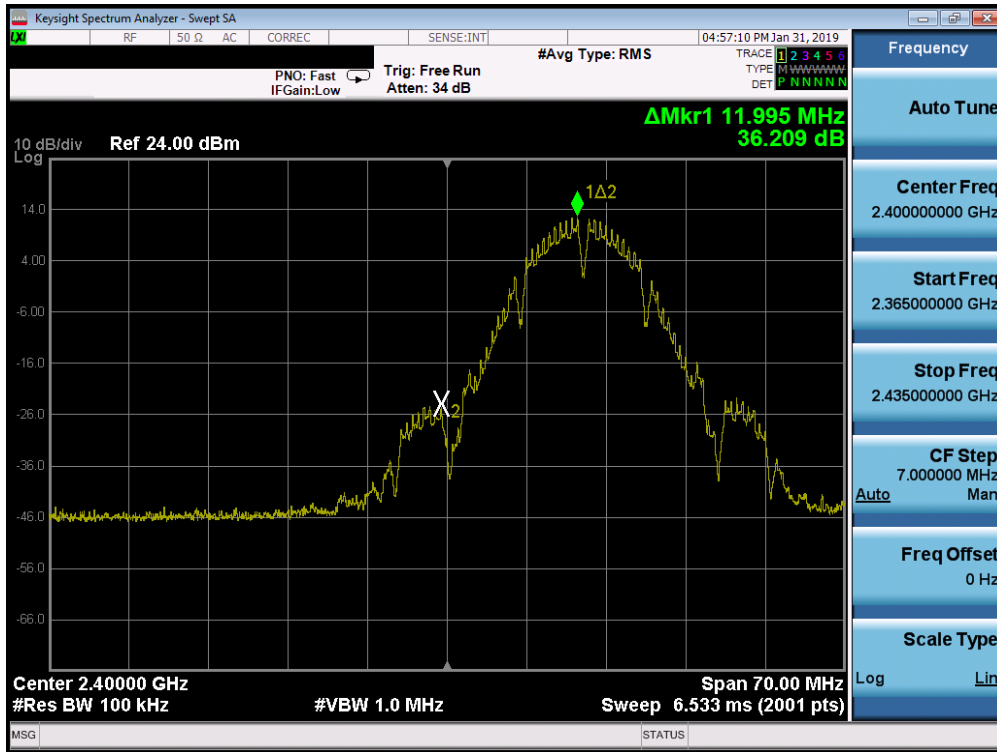 Keysight Spectrum Analyzer - Swept SA
LXI RF 50 Ω AC CORREC SENSE:INT 04:57:10 PM Jan 31, 2019
#Avg Type: RMS TRACE 1 2 3 4 5 6
PNO: Fast Trig: Free Run TYPE M WWWWW
IFGain:Low Atten: 34 dB DET P N N N N N
ΔMkr1 11.995 MHz
36.209 dB
10 dB/div Ref 24.00 dBm
Log
1Δ2
14.0
4.00
-6.00
-16.0
-26.0
2
-36.0
-46.0
-56.0
-66.0
Center 2.40000 GHz Span 70.00 MHz
#Res BW 100 kHz #VBW 1.0 MHz Sweep 6.533 ms (2001 pts)
MSG STATUS
Frequency
Auto Tune
Center Freq
2.400000000 GHz
Start Freq
2.365000000 GHz
Stop Freq
2.435000000 GHz
CF Step
7.000000 MHz
Auto Man
Freq Offset
0 Hz
Scale Type
Log Lin